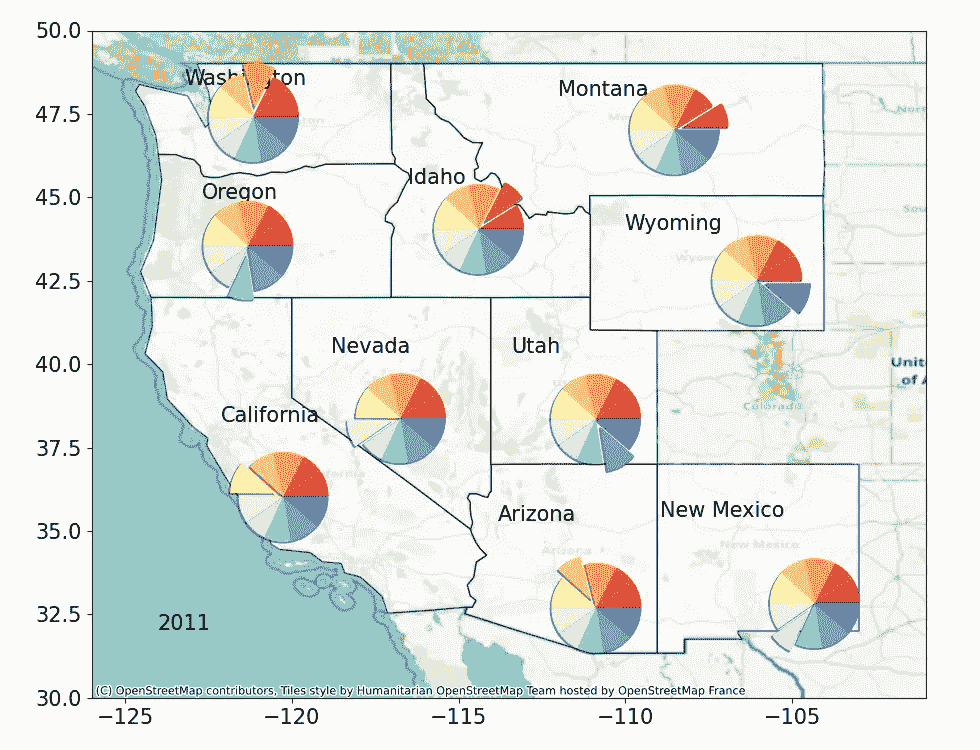 50.0
47.5
45.0
42.5
40.0
37.5
35.0
32.5
30.0
Montana
Idaho
Oregon
Wyoming
Nevada
Utah
Unit
of A
Colorado
California
Arizona
New Mexico
Arizona
New Mexico
2011
(C) OpenStreetMap contributors, Tiles style by Humanitarian OpenStreetMap Team hosted by OpenStreetMap France
−125
−120
−115
−110
−105